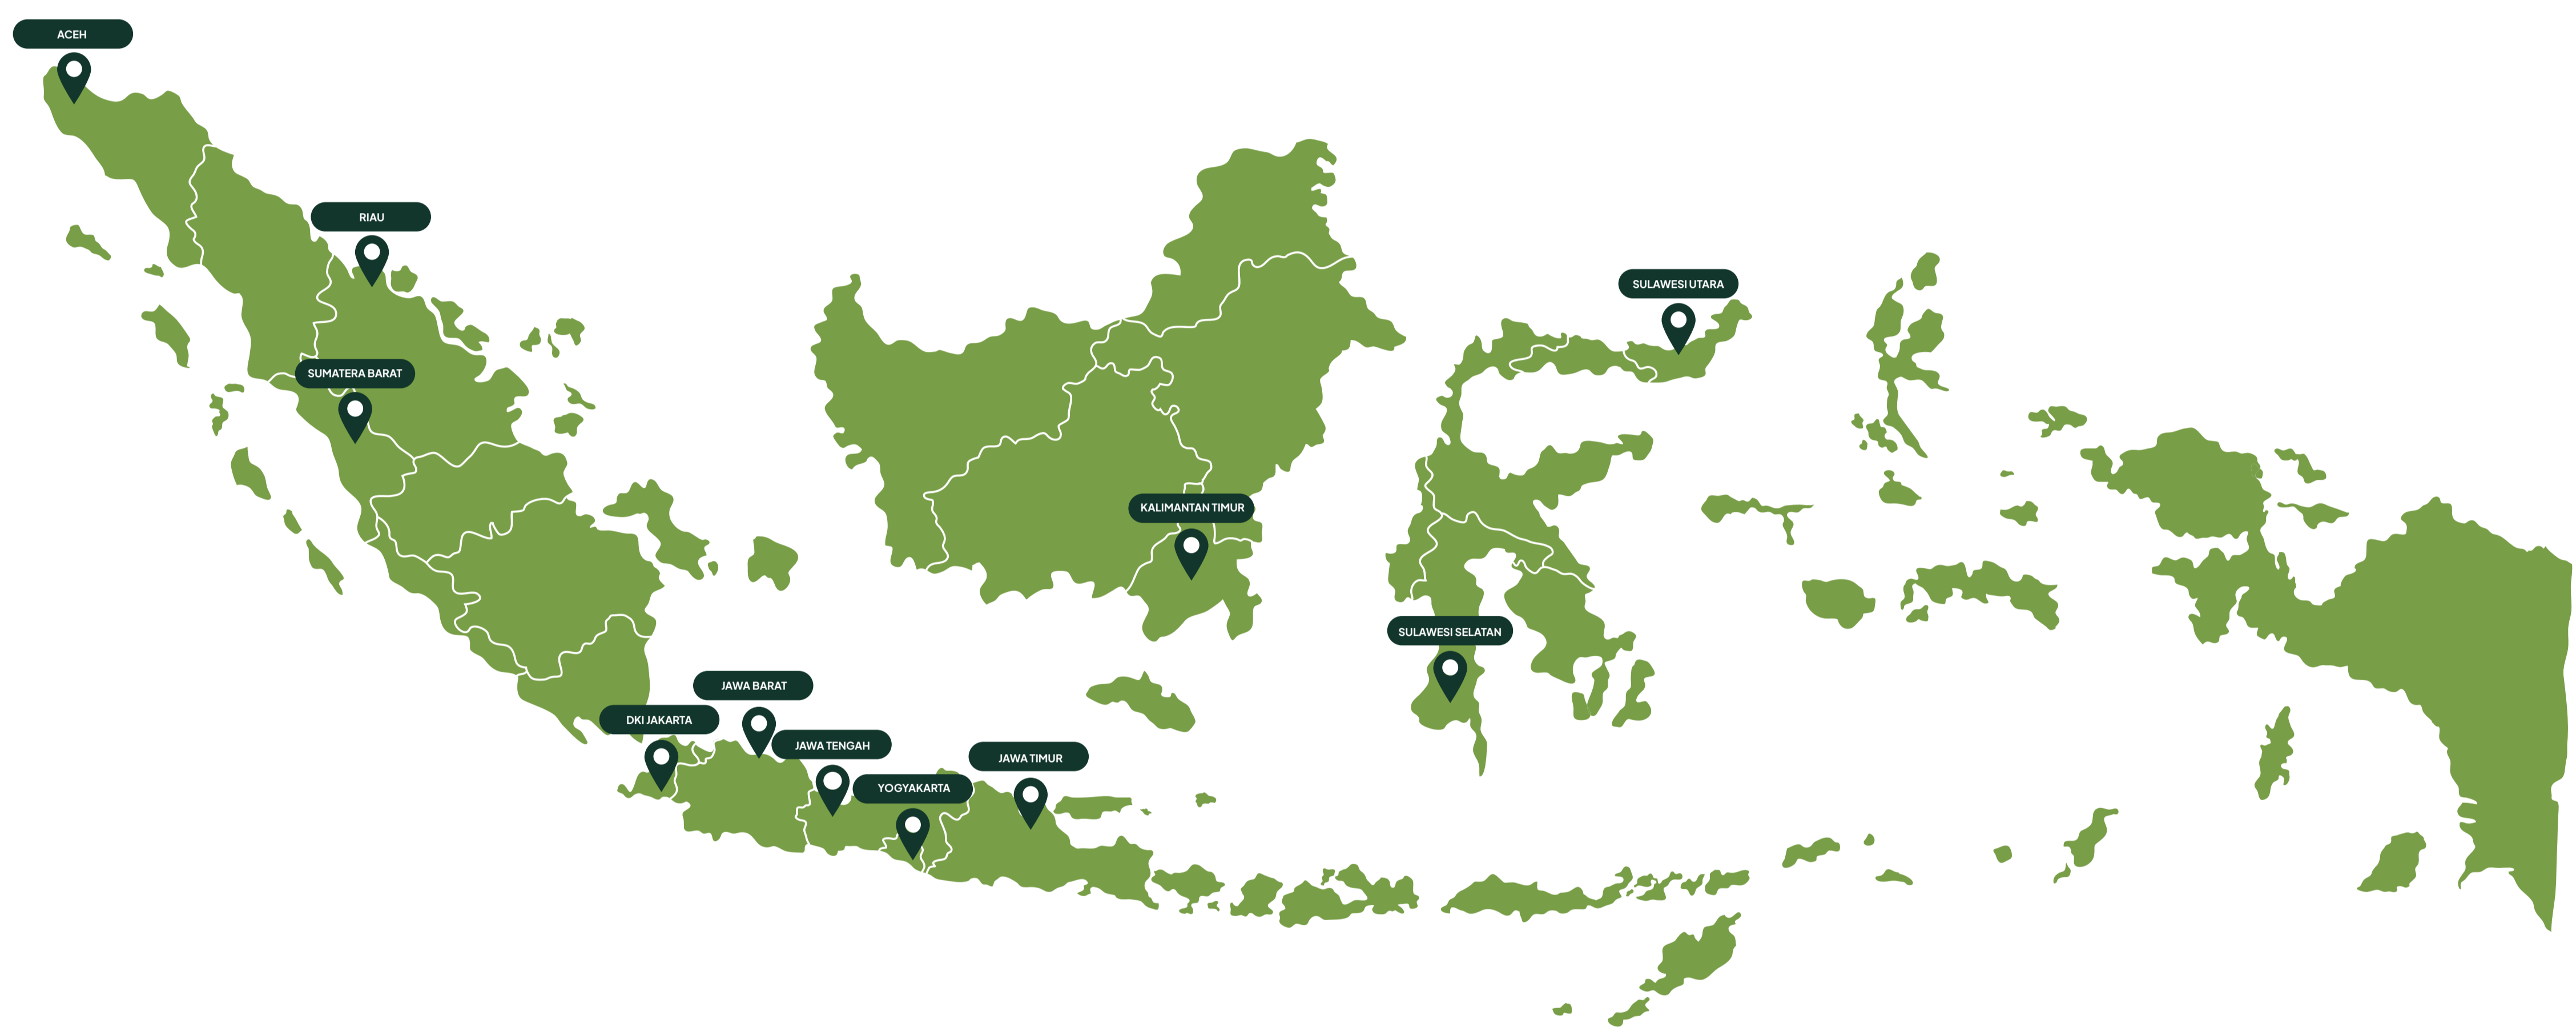 ACEH
RIAU
SULAWESI UTARA
SUMATERA BARAT
KALIMANTAN TIMUR
SULAWESI SELATAN
JAWA BARAT
DKI JAKARTA
JAWA TENGAH
JAWA TIMUR
YOGYAKARTA